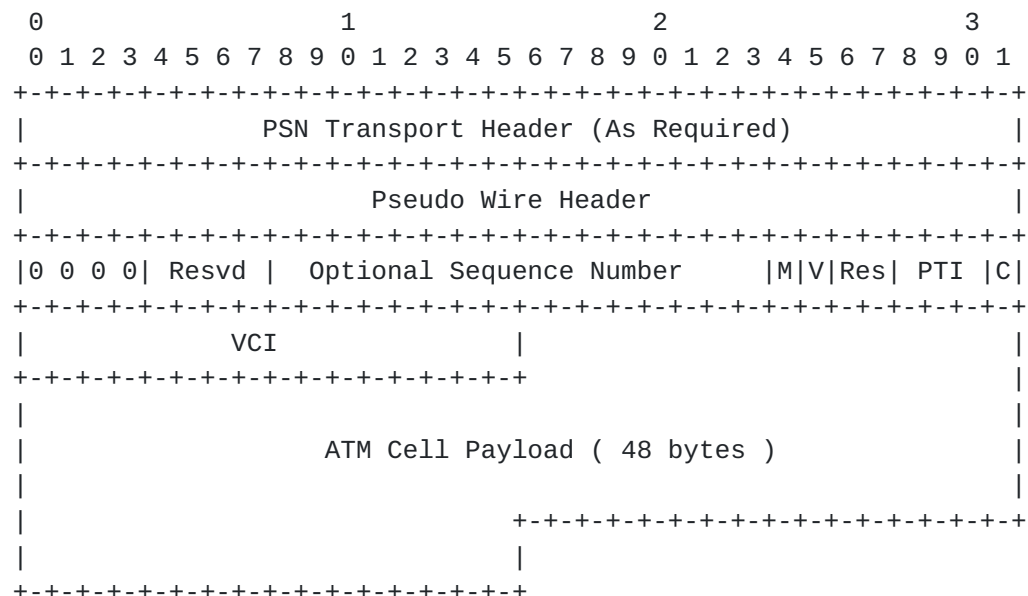 0                   1                   2                   3
 0 1 2 3 4 5 6 7 8 9 0 1 2 3 4 5 6 7 8 9 0 1 2 3 4 5 6 7 8 9 0 1
+-+-+-+-+-+-+-+-+-+-+-+-+-+-+-+-+-+-+-+-+-+-+-+-+-+-+-+-+-+-+-+-+
|               PSN Transport Header (As Required)              |
+-+-+-+-+-+-+-+-+-+-+-+-+-+-+-+-+-+-+-+-+-+-+-+-+-+-+-+-+-+-+-+-+
|                      Pseudo Wire Header                       |
+-+-+-+-+-+-+-+-+-+-+-+-+-+-+-+-+-+-+-+-+-+-+-+-+-+-+-+-+-+-+-+-+
|0 0 0 0| Resvd |  Optional Sequence Number     |M|V|Res| PTI |C|
+-+-+-+-+-+-+-+-+-+-+-+-+-+-+-+-+-+-+-+-+-+-+-+-+-+-+-+-+-+-+-+-+
|             VCI               |                               |
+-+-+-+-+-+-+-+-+-+-+-+-+-+-+-+-+                               |
|                                                               |
|                   ATM Cell Payload ( 48 bytes )               |
|                                                               |
|                               +-+-+-+-+-+-+-+-+-+-+-+-+-+-+-+-+
|                               |
+-+-+-+-+-+-+-+-+-+-+-+-+-+-+-+-+